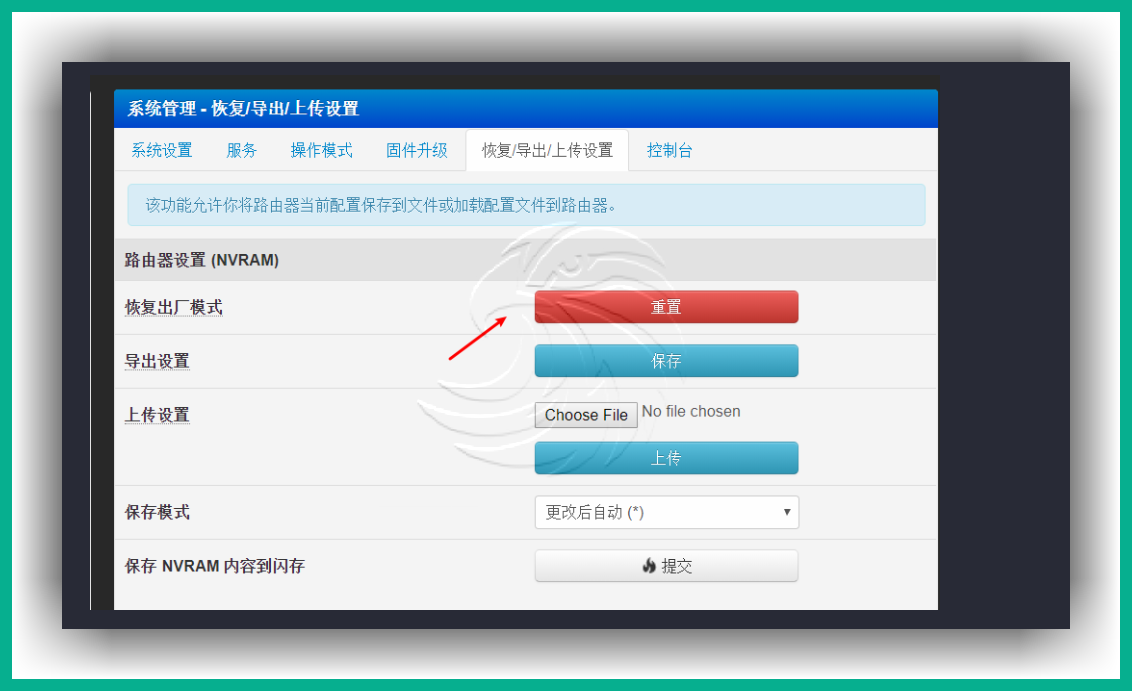 系统管理 - 恢复/导出/上传设置
系统设置 服务 操作模式 固件升级 恢复/导出/上传设置 控制台
该功能允许你将路由器当前配置保存到文件或加载配置文件到路由器。
路由器设置 (NVRAM)
恢复出厂模式 重置
导出设置 保存
上传设置 Choose File No file chosen
上传
保存模式 更改后自动 (*)
保存 NVRAM 内容到闪存 提交